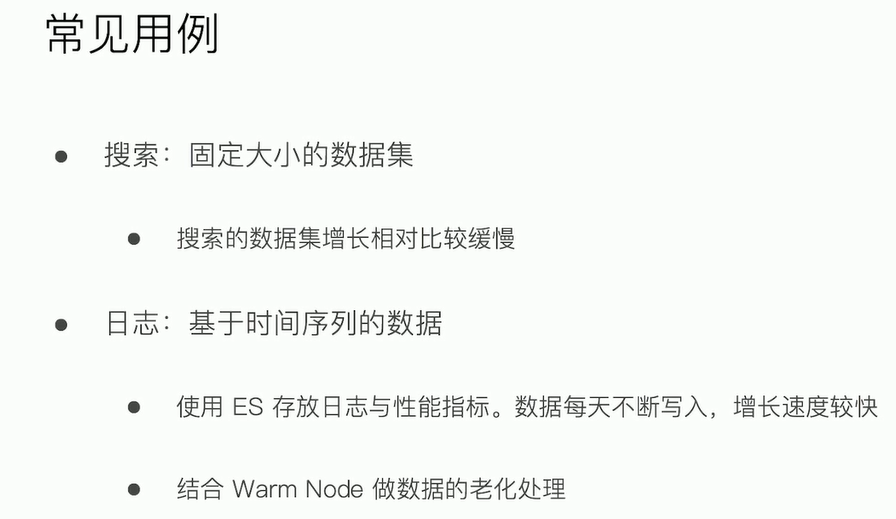 常见用例
搜索：固定大小的数据集
搜索的数据集增长相对比较缓慢
日志：基于时间序列的数据
使用 ES 存放日志与性能指标。数据每天不断写入，增长速度较快
结合 Warm Node 做数据的老化处理